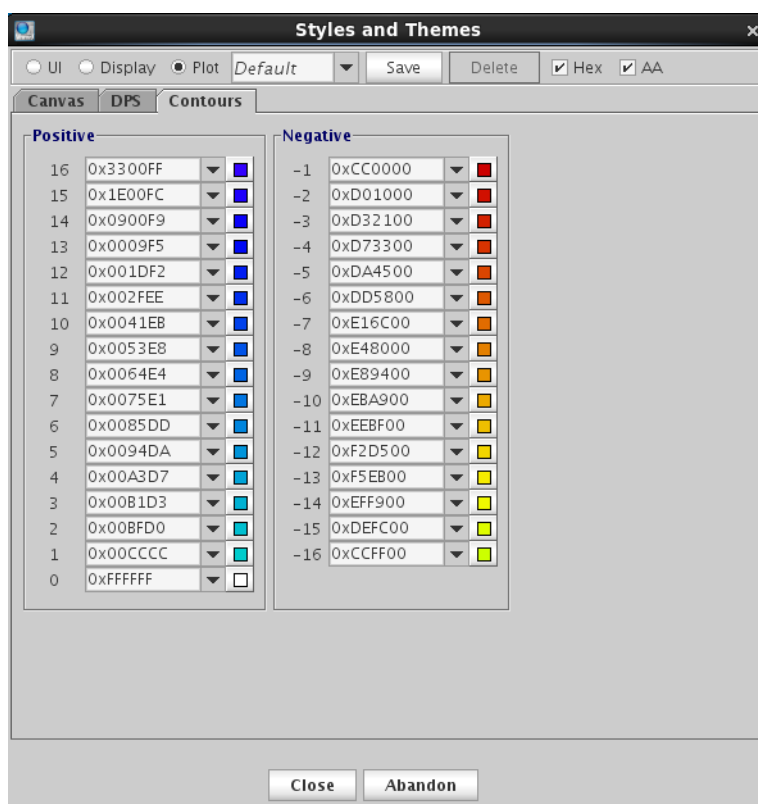 Styles and Themes
UI Display Plot Default Save Delete Hex AA
Canvas DPS Contours
Positive Negative
16 0x3300FF -1 0xCC0000
15 0x1E00FC -2 0xD01000
14 0x0900F9 -3 0xD32100
13 0x0009F5 -4 0xD73300
12 0x001DF2 -5 0xDA4500
11 0x002FEE -6 0xDD5800
10 0x0041EB -7 0xE16C00
9 0x0053E8 -8 0xE48000
8 0x0064E4 -9 0xE89400
7 0x0075E1 -10 0xEBA900
6 0x0085DD -11 0xEEBF00
5 0x0094DA -12 0xF2D500
4 0x00A3D7 -13 0xF5EB00
3 0x00B1D3 -14 0xEFF900
2 0x00BFD0 -15 0xDEFC00
1 0x00CCCC -16 0xCCFF00
0 0xFFFFFF
Close Abandon